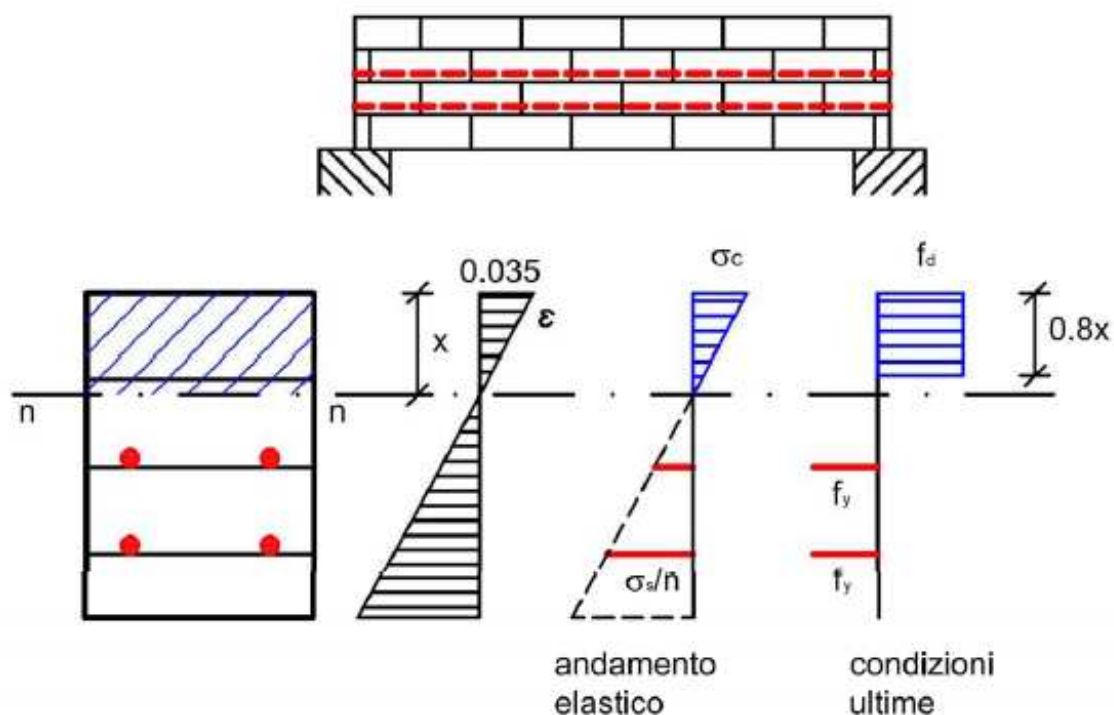 σc
fd
0.035
ε
x
0.8x
n
n
fy
fy
σs/n̄
andamento
elastico
condizioni
ultime